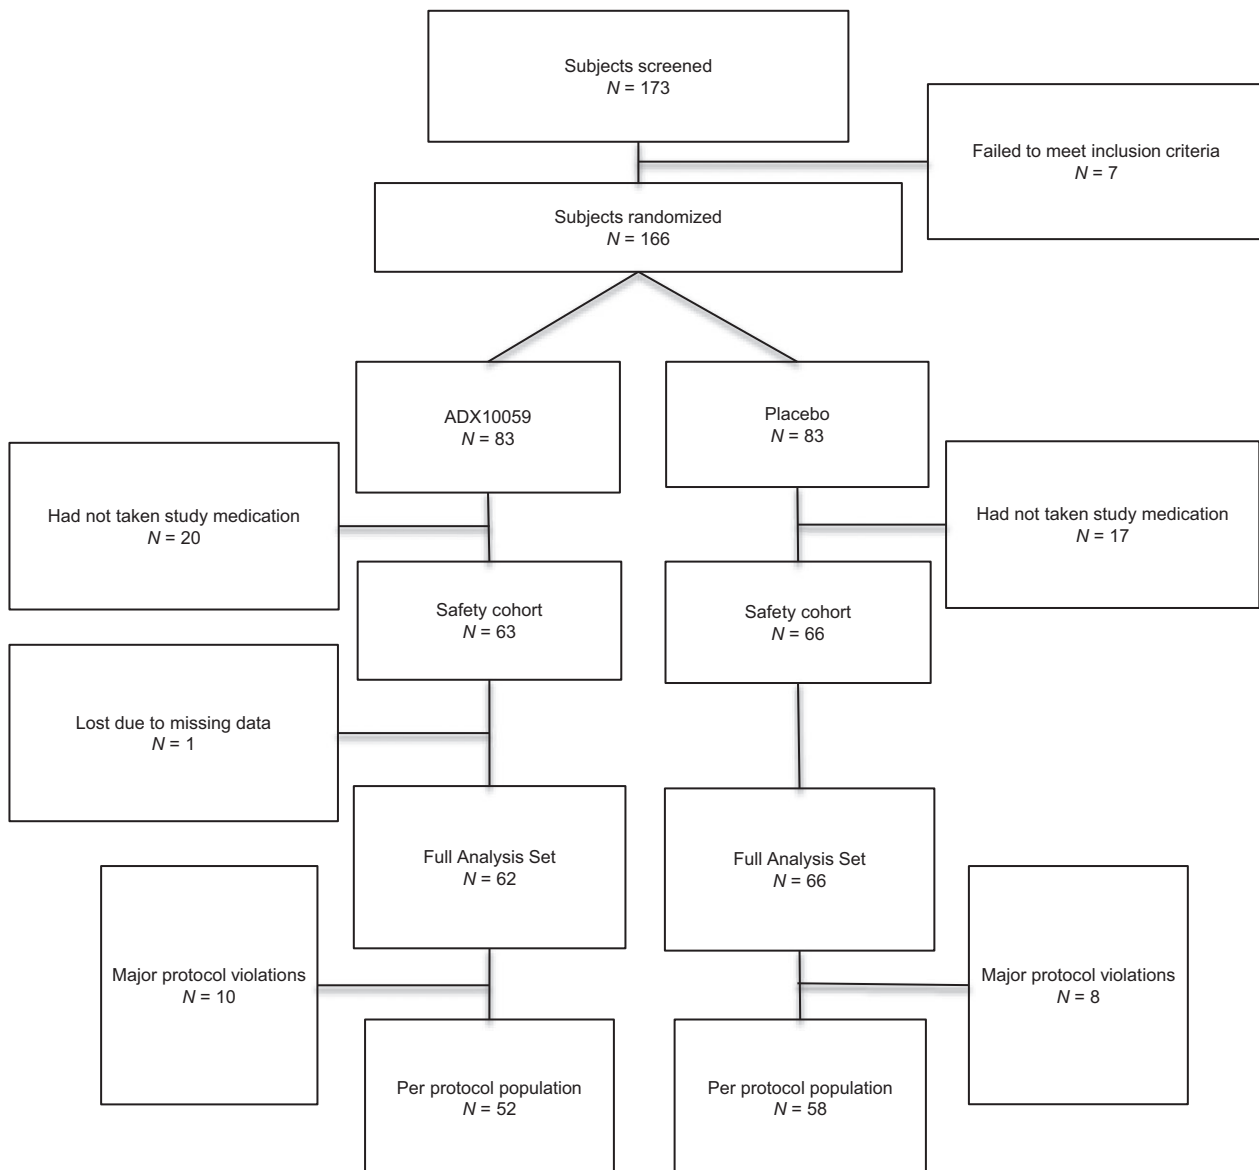 Subjects screened
N = 173
Failed to meet inclusion criteria
N = 7
Subjects randomized
N = 166
ADX10059
N = 83
Placebo
N = 83
Had not taken study medication
N = 20
Had not taken study medication
N = 17
Safety cohort
N = 63
Safety cohort
N = 66
Lost due to missing data
N = 1
Full Analysis Set
N = 62
Full Analysis Set
N = 66
Major protocol violations
N = 10
Major protocol violations
N = 8
Per protocol population
N = 52
Per protocol population
N = 58